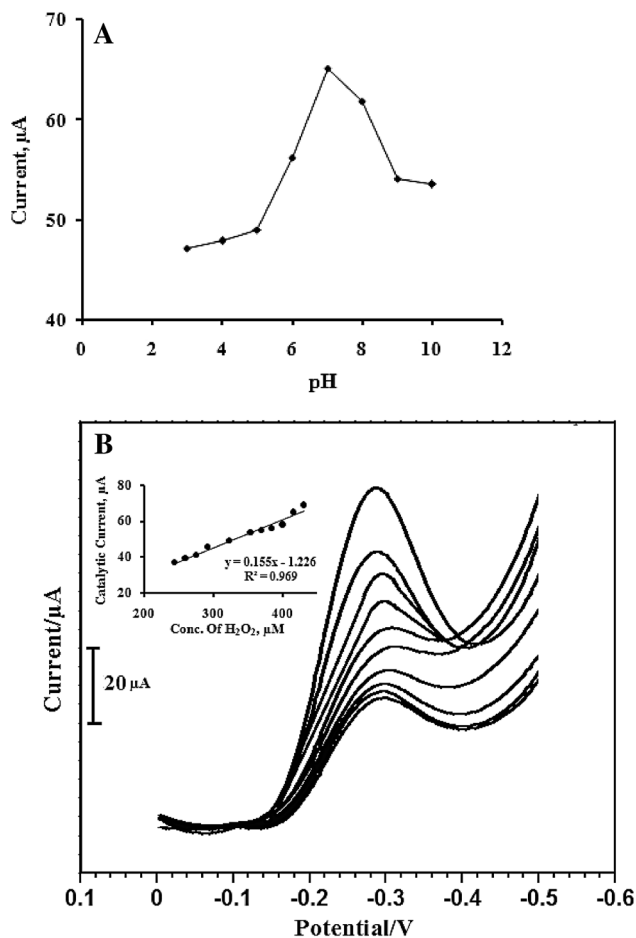 A
70
60
50
40
Current, µA
0 2 4 6 8 10 12
pH
B
80
60
40
20
Catalytic Current, µA
y = 0.155x - 1.226
R² = 0.969
200 300 400
Conc. Of H₂O₂, µM
Current/µA
20 µA
0.1 0 -0.1 -0.2 -0.3 -0.4 -0.5 -0.6
Potential/V